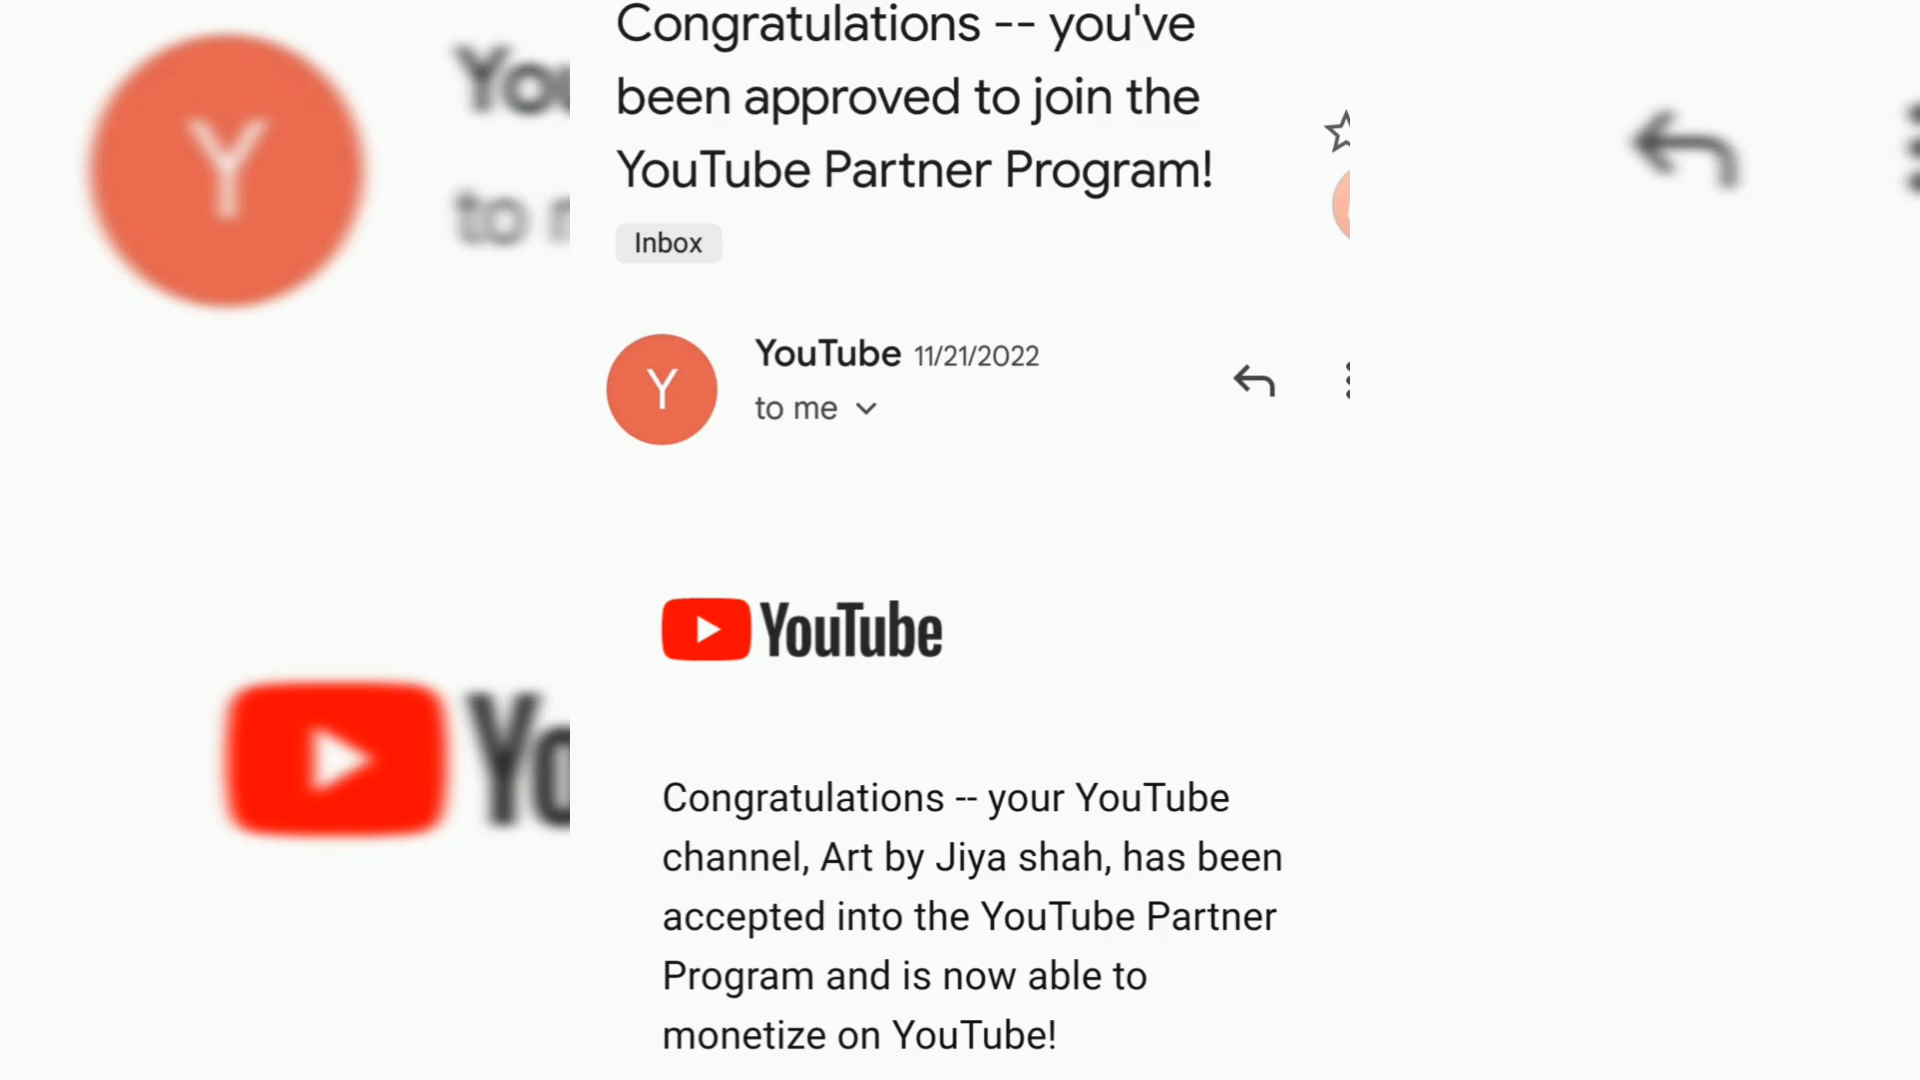 Congratulations -- you've
been approved to join the
YouTube Partner Program!
Inbox
Y
YouTube 11/21/2022
to me
YouTube
Congratulations -- your YouTube
channel, Art by Jiya shah, has been
accepted into the YouTube Partner
Program and is now able to
monetize on YouTube!